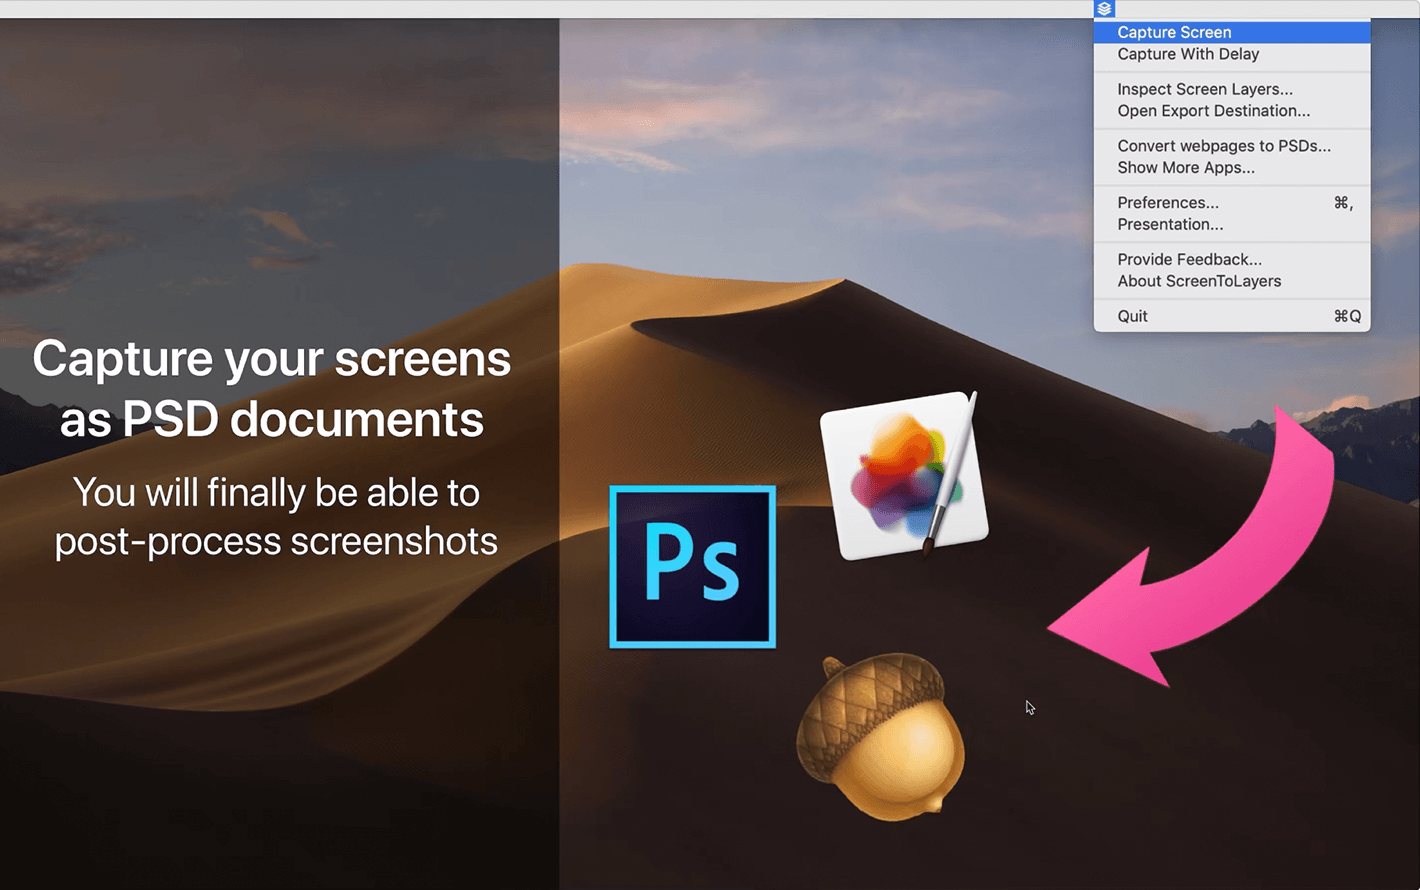 Capture Screen
Capture With Delay
Inspect Screen Layers...
Open Export Destination...
Convert webpages to PSDs...
Show More Apps...
Preferences... ⌘,
Presentation...
Provide Feedback...
About ScreenToLayers
Quit ⌘Q
Capture your screens
as PSD documents
You will finally be able to
post-process screenshots
Ps